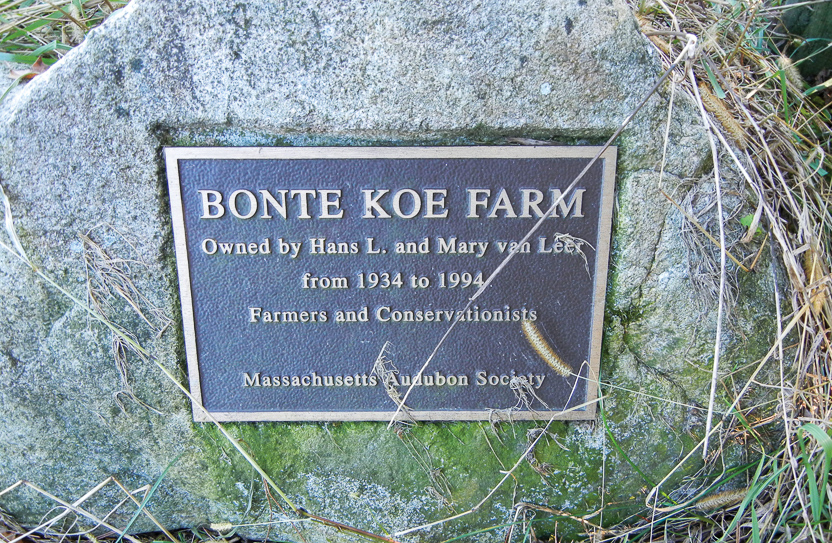 BONTE KOE FARM
Owned by Hans L. and Mary van Leer
from 1934 to 1994
Farmers and Conservationists
Massachusetts Audubon Society